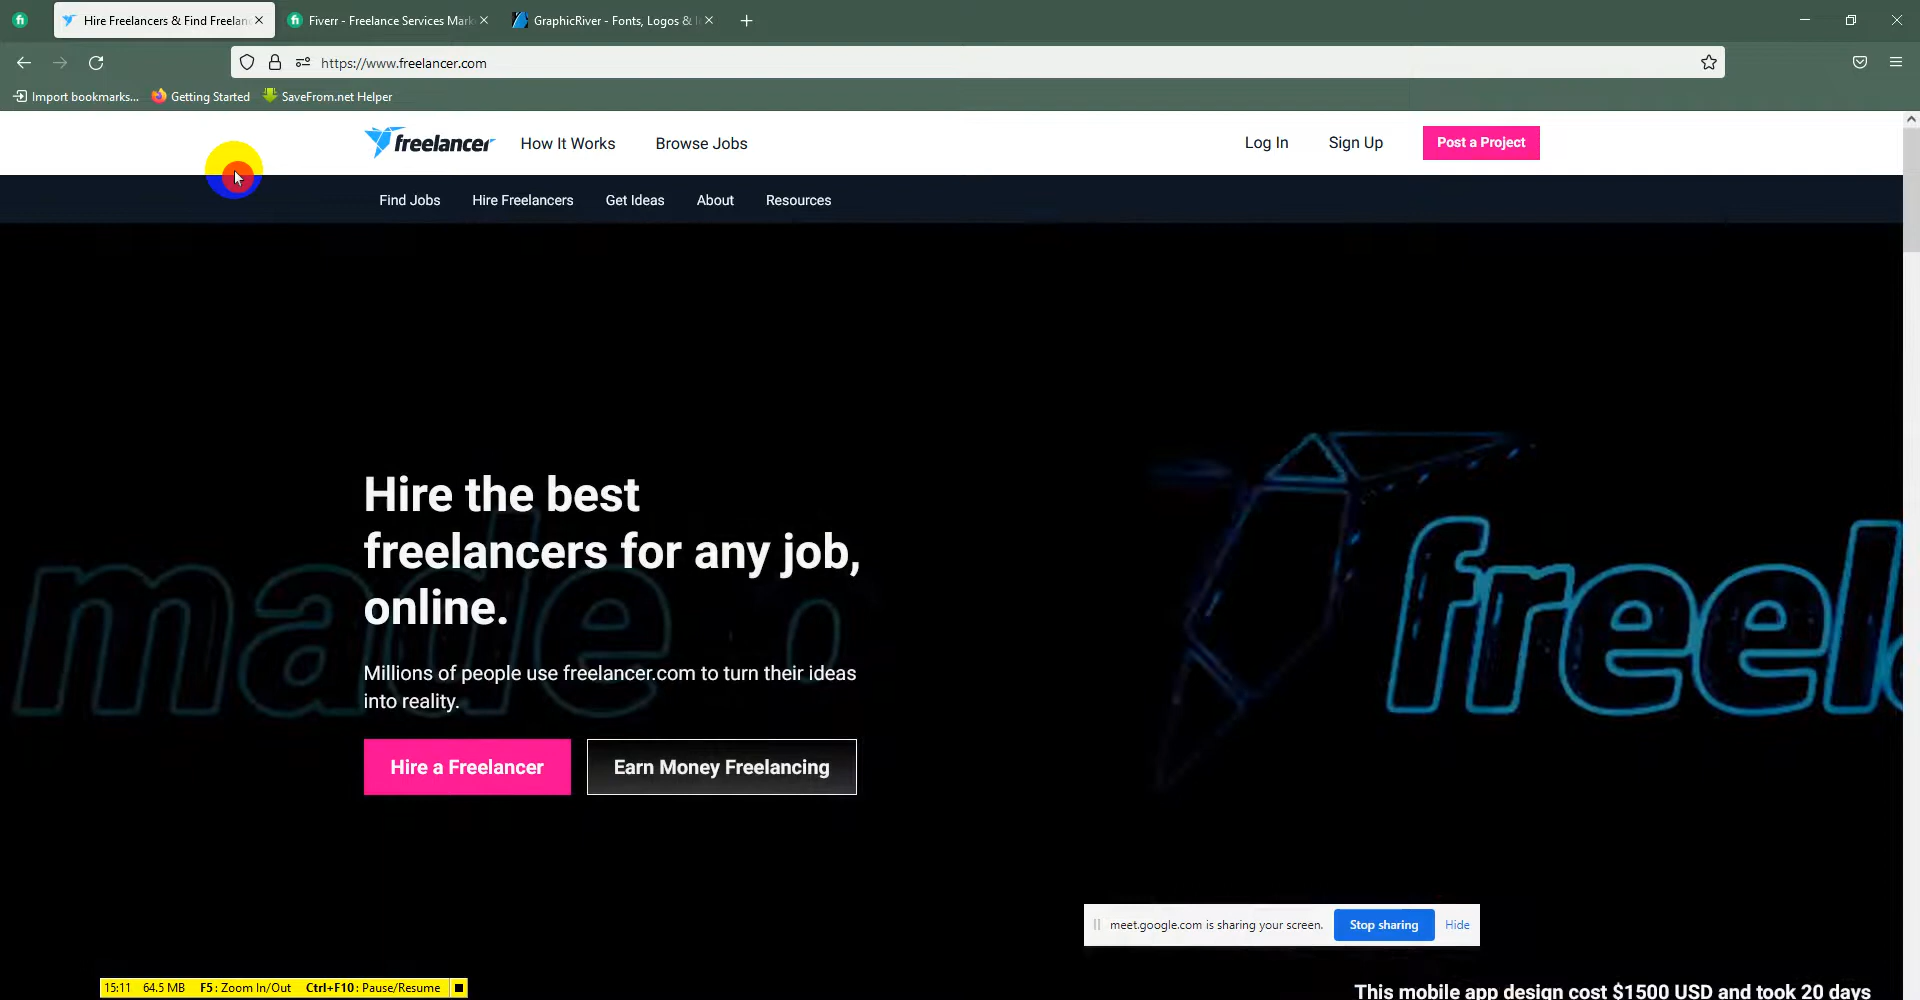 Hire Freelancers & Find Freelan
Fiverr - Freelance Services Mark
GraphicRiver - Fonts, Logos & I
https://www.freelancer.com
Import bookmarks...
Getting Started
SaveFrom.net Helper
freelancer
How It Works
Browse Jobs
Log In
Sign Up
Post a Project
Find Jobs
Hire Freelancers
Get Ideas
About
Resources
Hire the best
freelancers for any job,
online.
made
freel
Millions of people use freelancer.com to turn their ideas
into reality.
Hire a Freelancer
Earn Money Freelancing
meet.google.com is sharing your screen.
Stop sharing
Hide
15:11 64.5 MB F5: Zoom In/Out Ctrl+F10: Pause/Resume
This mobile app design cost $1500 USD and took 20 days